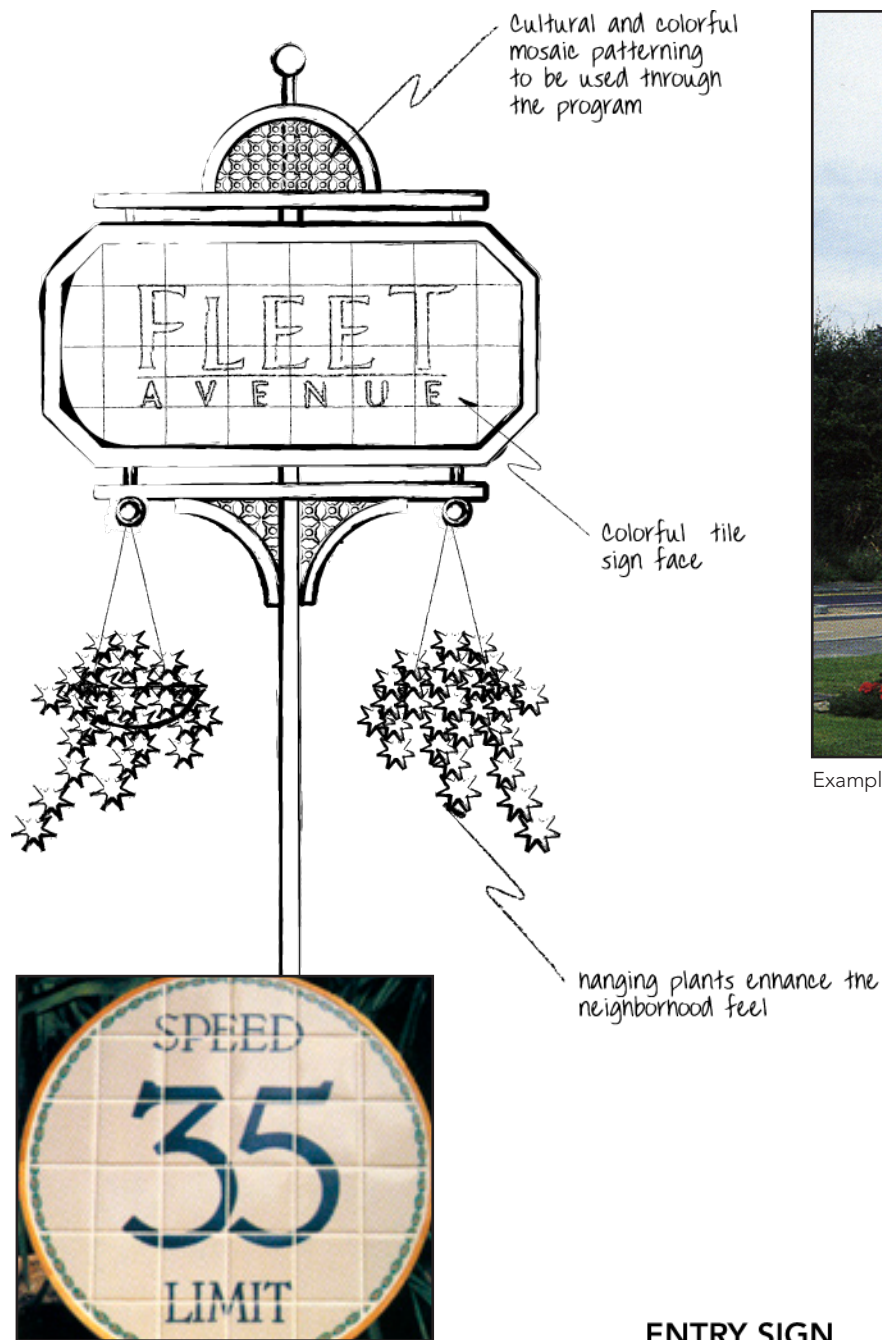 Cultural and colorful
mosaic patterning
to be used through
the program
FLEET
AVENUE
Colorful tile
sign face
hanging plants enhance the
neighborhood feel
SPEED
35
LIMIT
ENTRY SIGN